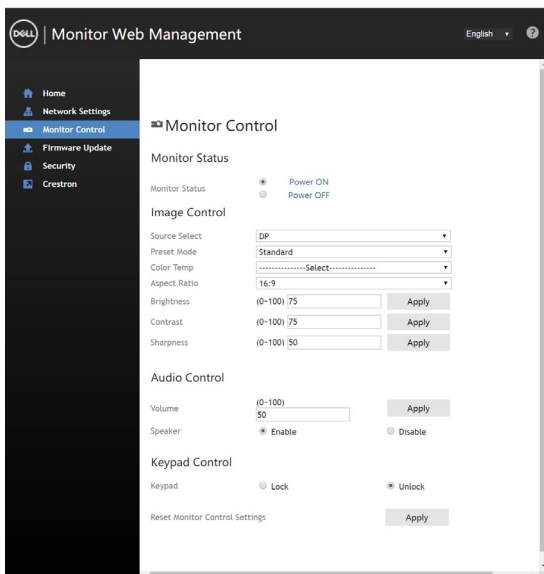 DELL | Monitor Web Management
English
?
Home
Network Settings
Monitor Control
Firmware Update
Security
Crestron
Monitor Control
Monitor Status
Monitor Status Power ON
Power OFF
Image Control
Source Select DP
Preset Mode Standard
Color Temp ---------------Select---------------
Aspect Ratio 16:9
Brightness (0~100) 75 Apply
Contrast (0~100) 75 Apply
Sharpness (0~100) 50 Apply
Audio Control
(0~100)
Volume 50 Apply
Speaker Enable Disable
Keypad Control
Keypad Lock Unlock
Reset Monitor Control Settings Apply